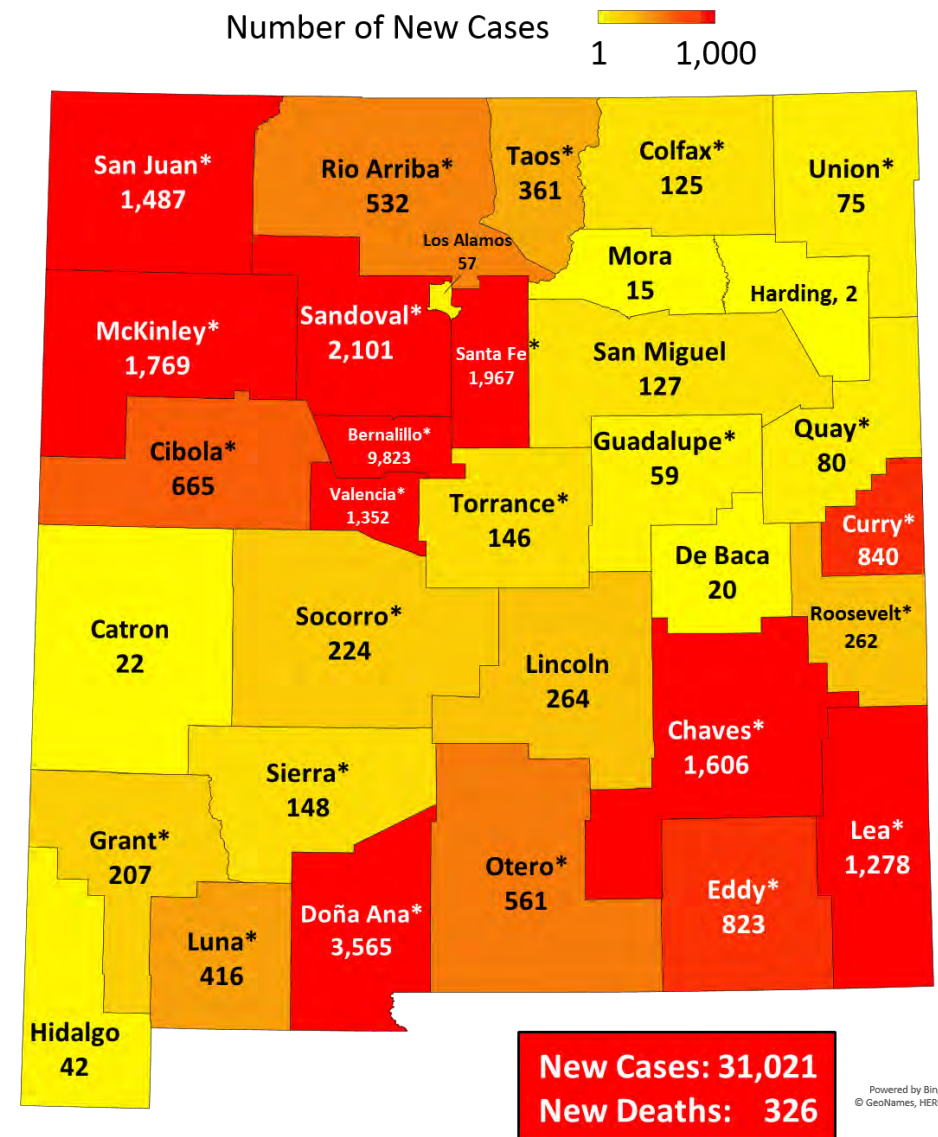 Number of New Cases
1 1,000
San Juan*
1,487
Rio Arriba*
532
Taos*
361
Colfax*
125
Union*
75
Los Alamos
57
Mora
15
Harding, 2
McKinley*
1,769
Sandoval*
2,101
Santa Fe*
1,967
San Miguel
127
Cibola*
665
Bernalillo*
9,823
Valencia*
1,352
Torrance*
146
Guadalupe*
59
Quay*
80
Curry*
840
De Baca
20
Roosevelt*
262
Catron
22
Socorro*
224
Lincoln
264
Chaves*
1,606
Sierra*
148
Grant*
207
Lea*
1,278
Otero*
561
Eddy*
823
Doña Ana*
3,565
Luna*
416
Hidalgo
42
New Cases: 31,021
New Deaths: 326
Powered by Bin
© GeoNames, HER